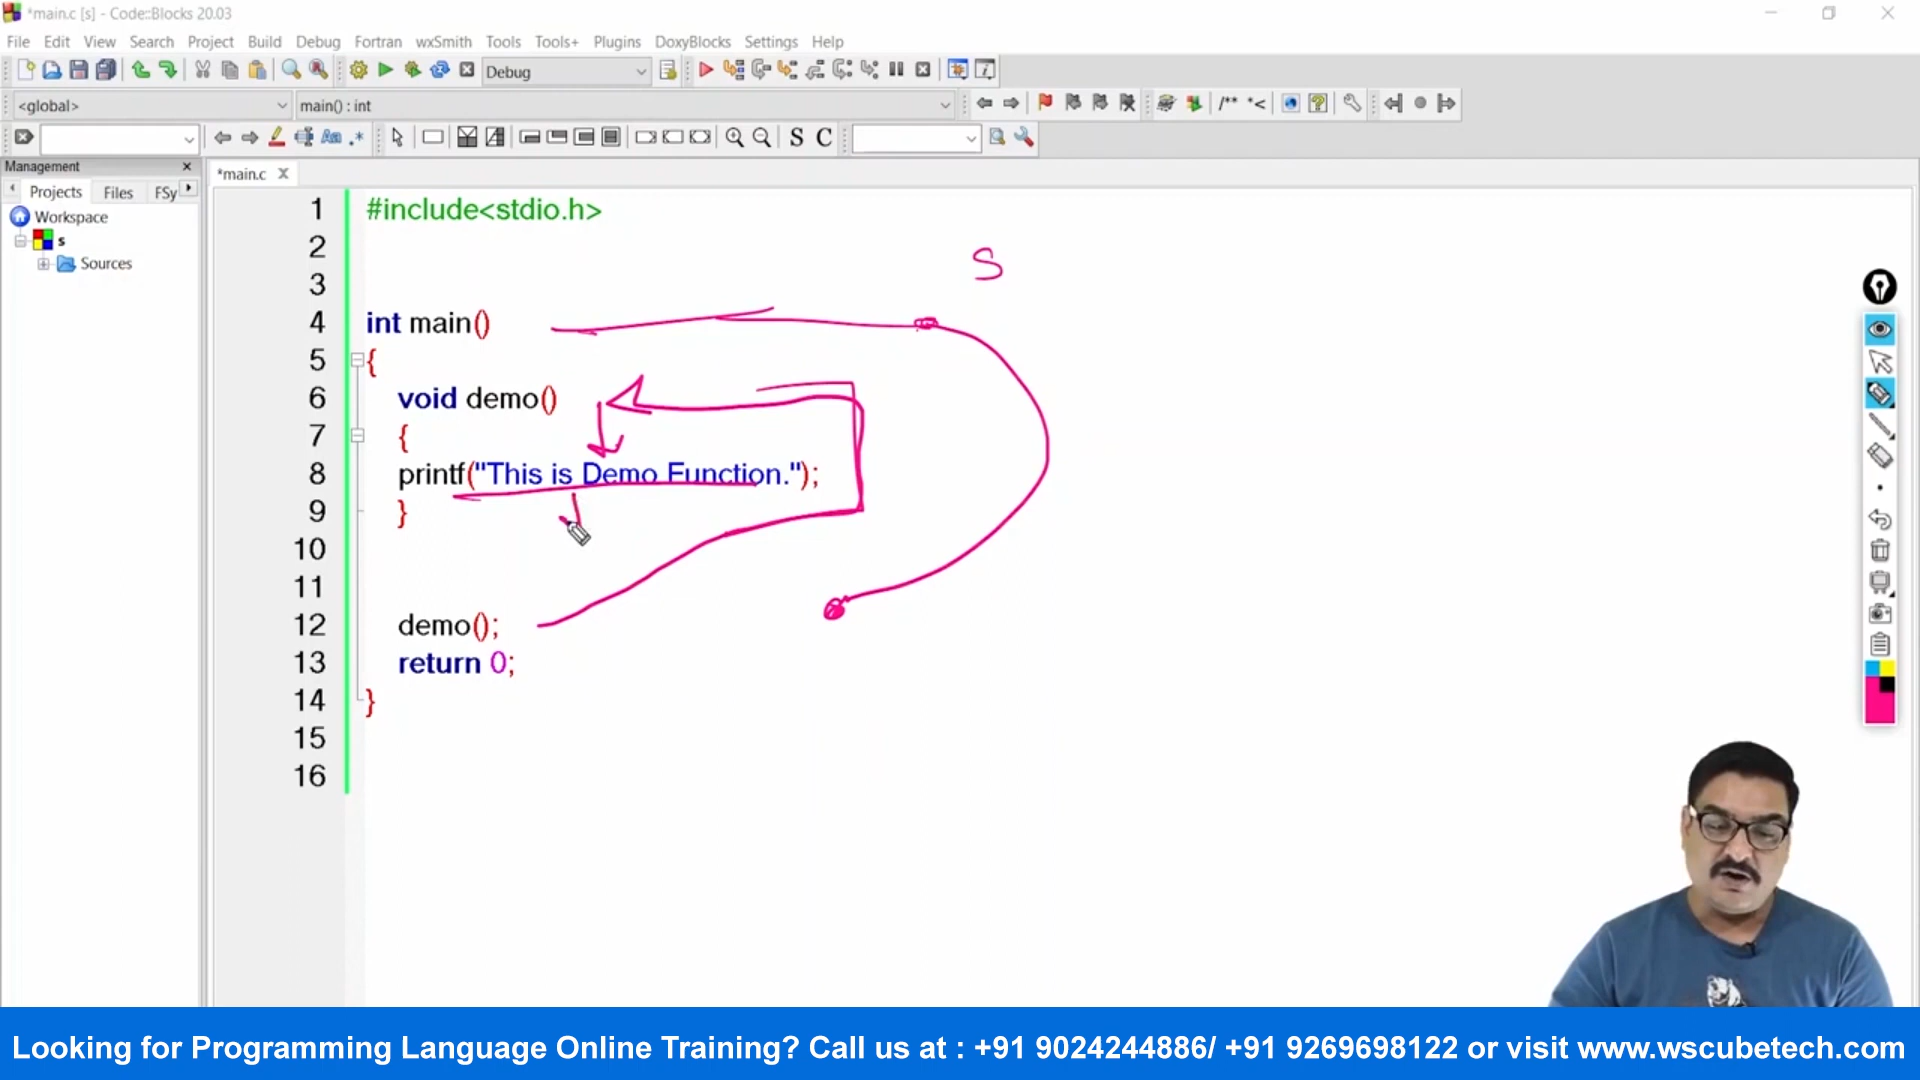 *main.c [s] - Code::Blocks 20.03
File Edit View Search Project Build Debug Fortran wxSmith Tools Tools+ Plugins DoxyBlocks Settings Help
Debug
<global> main() : int /** *<
Aa .* S C
Management
*main.c
Projects Files FSy
Workspace
s
Sources
1 #include<stdio.h>
2
S
3
4 int main()
5 {
6 void demo()
7 {
8 printf("This is Demo Function.");
9 }
10
11
12 demo();
13 return 0;
14 }
15
16
Looking for Programming Language Online Training? Call us at : +91 9024244886/ +91 9269698122 or visit www.wscubetech.com